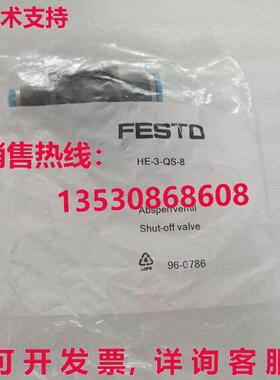 术支持
FESTO
HE-3-QS-8
销售热线:
13530868608
Absperrventil
Shut-off valve
4
LDPE
96-0786
可开发票,详询客服